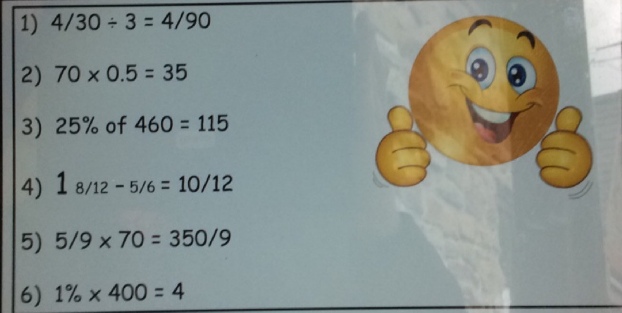 1) 4/30 ÷ 3 = 4/90
2) 70 × 0.5 = 35
3) 25% of 460 = 115
4) 1 8/12 - 5/6 = 10/12
5) 5/9 × 70 = 350/9
6) 1% × 400 = 4